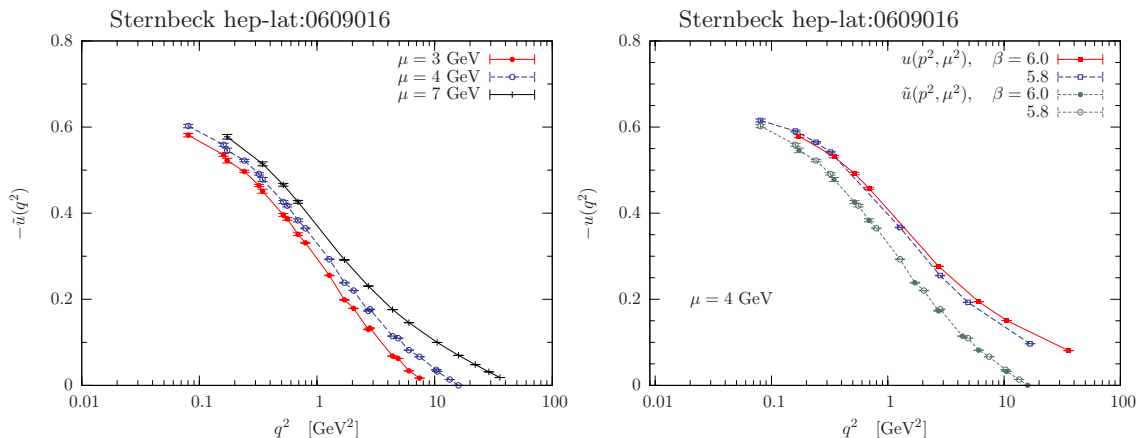 Sternbeck hep-lat:0609016
0.8
0.6
0.4
0.2
0
0.01
0.1
1
10
100
−ũ(q²)
q² [GeV²]
μ = 3 GeV
μ = 4 GeV
μ = 7 GeV
Sternbeck hep-lat:0609016
0.8
0.6
0.4
0.2
0
0.01
0.1
1
10
100
−u(q²)
q² [GeV²]
u(p², μ²), β = 6.0
5.8
ũ(p², μ²), β = 6.0
5.8
μ = 4 GeV